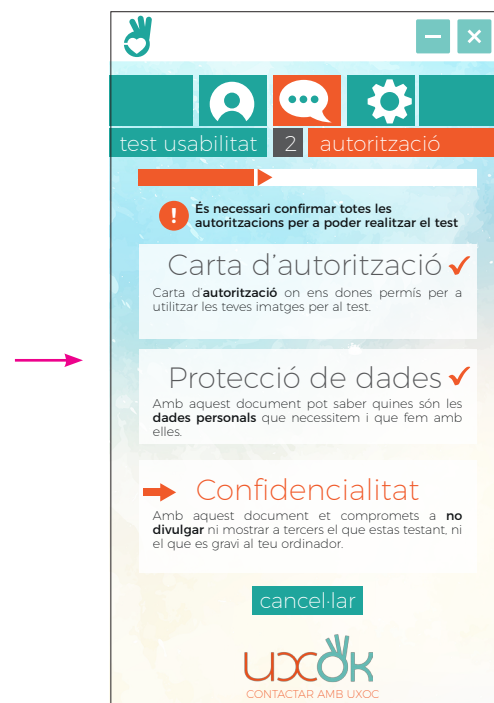 test usabilitat 2 autorització
És necessari confirmar totes les
autoritzacions per a poder realitzar el test
Carta d'autorització
Carta d'autorització on ens dones permís per a
utilitzar les teves imatges per al test.
Protecció de dades
Amb aquest document pot saber quines són les
dades personals que necessitem i que fem amb
elles.
Confidencialitat
Amb aquest document et compromets a no
divulgar ni mostrar a tercers el que estas testant, ni
el que es gravi al teu ordinador.
cancel·lar
UXOK
CONTACTAR AMB UXOC